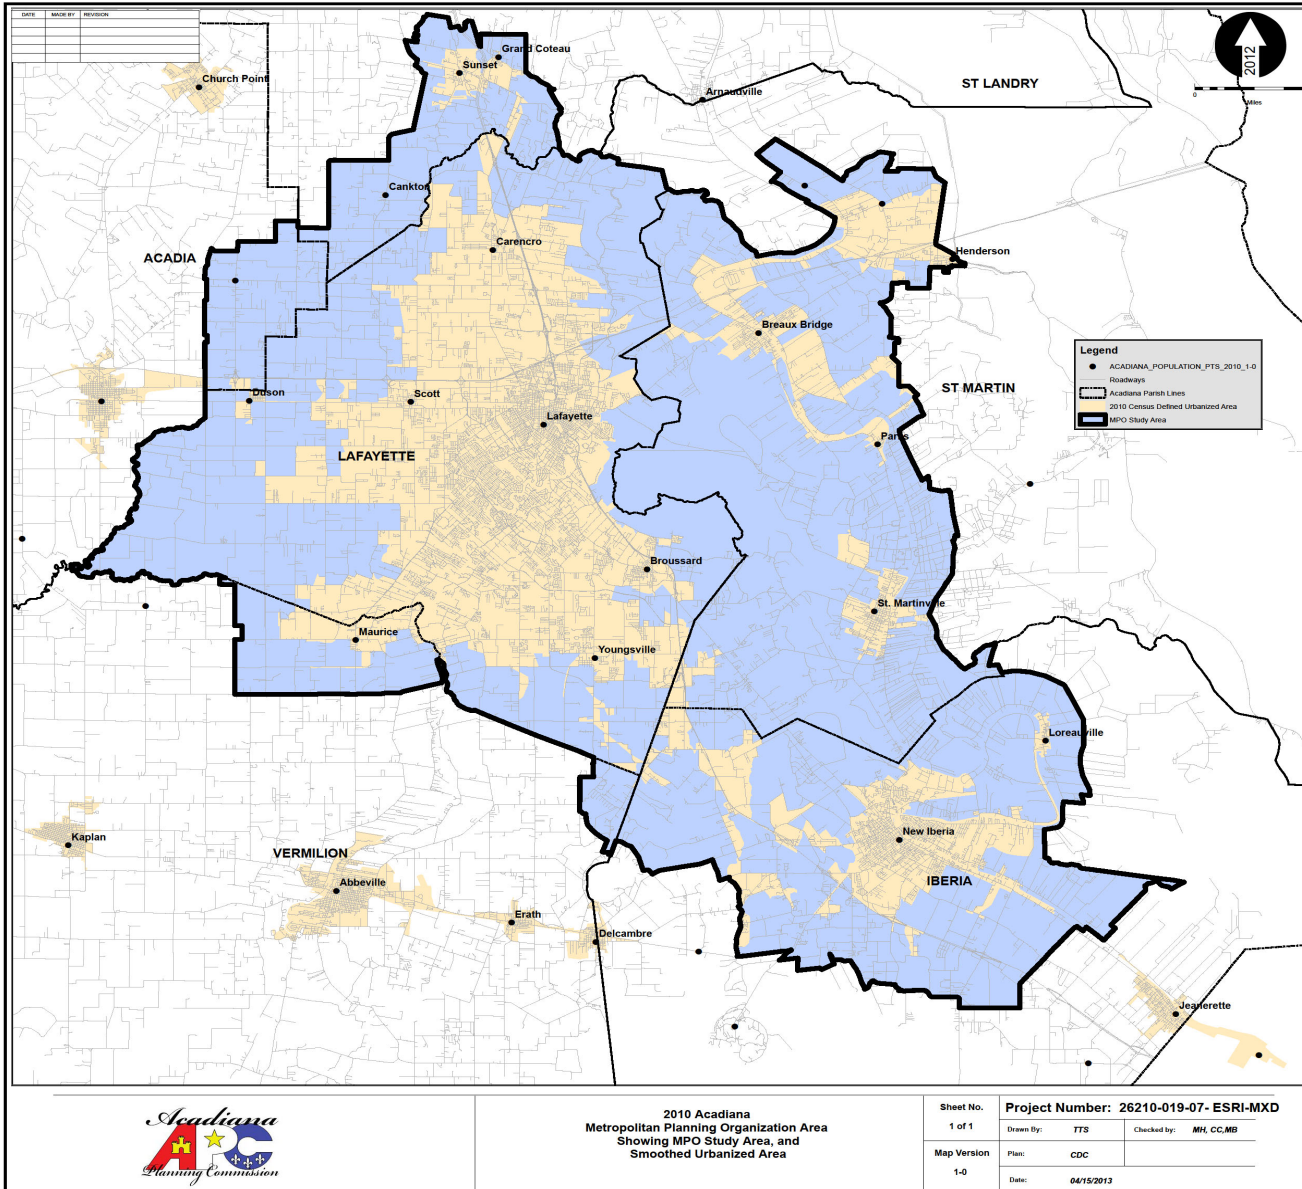 DATE MADE BY REVISION
Grand Coteau
Sunset
Church Point
ST LANDRY
2012
0
Miles
Arnaudville
Cankton
Carencro
ACADIA
Henderson
Breaux Bridge
Legend
ACADIANA_POPULATION_PTS_2010_1-0
Roadways
Acadiana Parish Lines
2010 Census Defined Urbanized Area
MPO Study Area
ST MARTIN
Duson
Scott
Lafayette
Parks
LAFAYETTE
Broussard
St. Martinville
Maurice
Youngsville
Loreauville
Kaplan
New Iberia
VERMILION
Abbeville
IBERIA
Erath
Delcambre
Jeanerette
Acadiana
APC
Planning Commission
2010 Acadiana
Metropolitan Planning Organization Area
Showing MPO Study Area, and
Smoothed Urbanized Area
Sheet No.
1 of 1
Map Version
1-0
Project Number: 26210-019-07- ESRI-MXD
Drawn By: TTS Checked by: MH, CC,MB
Plan: CDC
Date: 04/15/2013